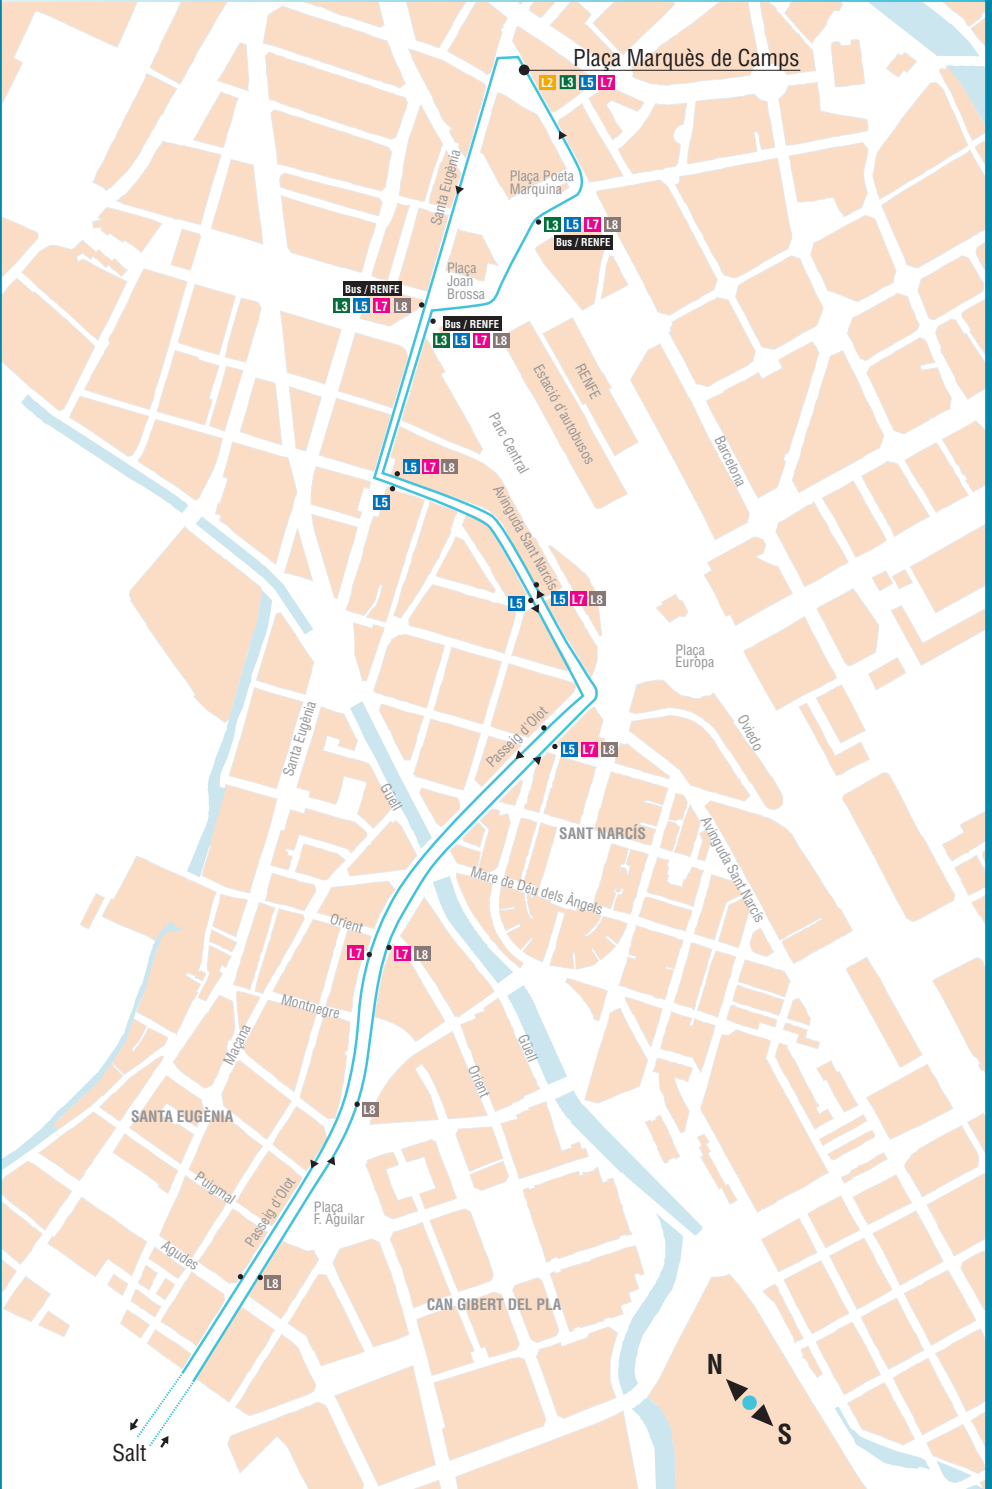 Plaça Marquès de Camps
L2 L3 L5 L7
Santa Eugènia
Plaça Poeta
Marquina
L3 L5 L7 L8
Bus / RENFE
Plaça
Joan
Brossa
Bus / RENFE
L3 L5 L7 L8
Bus / RENFE
L3 L5 L7 L8
RENFE
Estació d'autobusos
Parc Central
Barcelona
L5 L7 L8
L5
Avinguda Sant Narcís
L5
L5 L7 L8
Plaça
Europa
Santa Eugènia
Passeig d'Olot
Oviedo
L5 L7 L8
Güell
SANT NARCÍS
Avinguda Sant Narcís
Mare de Déu dels Àngels
Orient
L7
L7 L8
Montnegre
Maçana
Güell
Orient
L8
SANTA EUGÈNIA
Puigmal
Passeig d'Olot
Plaça
F. Aguilar
Agudes
L8
CAN GIBERT DEL PLA
N
S
Salt